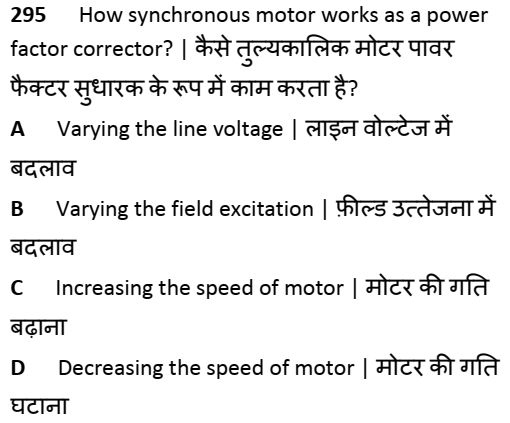 295 How synchronous motor works as a power
factor corrector? | कैसे तुल्यकालिक मोटर पावर
फैक्टर सुधारक के रूप में काम करता है?
A Varying the line voltage | लाइन वोल्टेज में
बदलाव
B Varying the field excitation | फ़ील्ड उत्तेजना में
बदलाव
C Increasing the speed of motor | मोटर की गति
बढ़ाना
D Decreasing the speed of motor | मोटर की गति
घटाना